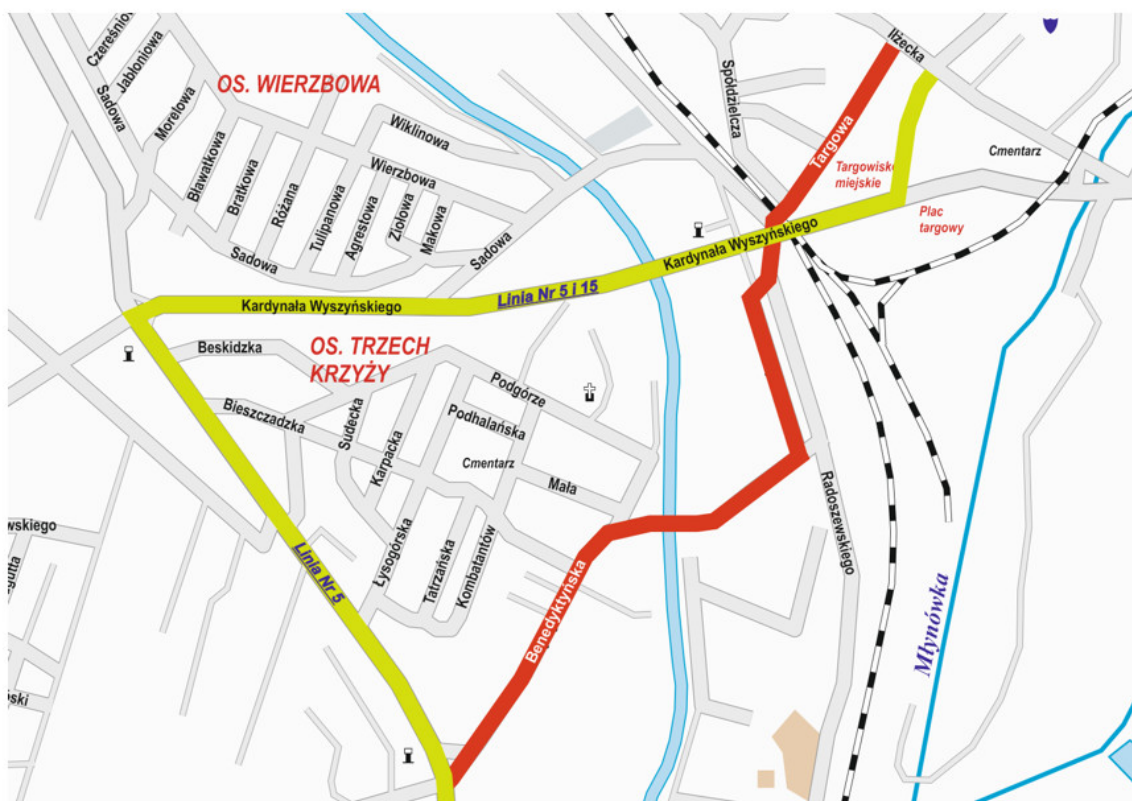 Czereśniowa
Jabłoniowa
Sadowa
Morelowa
OS. WIERZBOWA
Bławatkowa
Bratkowa
Różana
Tulipanowa
Agrestowa
Ziołowa
Makowa
Wiklinowa
Wierzbowa
Sadowa
Sadowa
Spółdzielcza
Iłżecka
Targowa
Targowisko
miejskie
Cmentarz
Plac
targowy
Kardynała Wyszyńskiego
Linia Nr 5 i 15
Kardynała Wyszyńskiego
Beskidzka
OS. TRZECH
KRZYŻY
Bieszczadzka
Sudecka
Karpacka
Podgórze
Podhalańska
Cmentarz
Mała
Łysogórska
Tatrzańska
Kombatantów
Linia Nr 5
Benedyktyńska
Radoszewskiego
Młynówka
wskiego